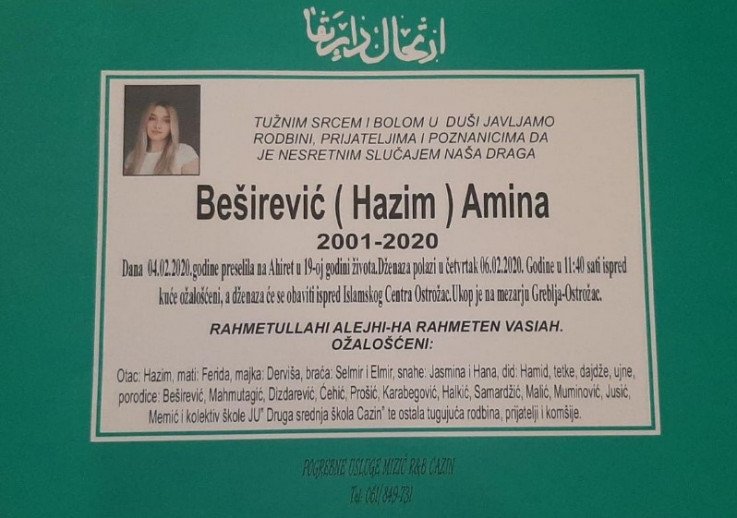 ارتحال دار بقا
TUŽNIM SRCEM I BOLOM U DUŠI JAVLJAMO
RODBINI, PRIJATELJIMA I POZNANICIMA DA
JE NESRETNIM SLUČAJEM NAŠA DRAGA
Beširević ( Hazim ) Amina
2001-2020
Dana 04.02.2020.godine preselila na Ahiret u 19-oj godini života.Dženaza polazi u četvrtak 06.02.2020. Godine u 11:40 sati ispred
kuće ožalošćeni, a dženaza će se obaviti ispred Islamskog Centra Ostrožac.Ukop je na mezarju Greblja-Ostrožac.
RAHMETULLAHI ALEJHI-HA RAHMETEN VASIAH.
OŽALOŠĆENI:
Otac: Hazim, mati: Ferida, majka: Derviša, braća: Selmir i Elmir, snahe: Jasmina i Hana, did: Hamid, tetke, dajdže, ujne,
porodice: Beširević, Mahmutagić, Dizdarević, Ćehić, Prošić, Karabegović, Halkić, Samardžić, Malić, Muminović, Jusić,
Memić i kolektiv škole JU" Druga srednja škola Cazin" te ostala tugujuća rodbina, prijatelji i komšije.
POGREBNE USLUGE MIZIĆ R&B CAZIN
Tel: 061/ 849-731